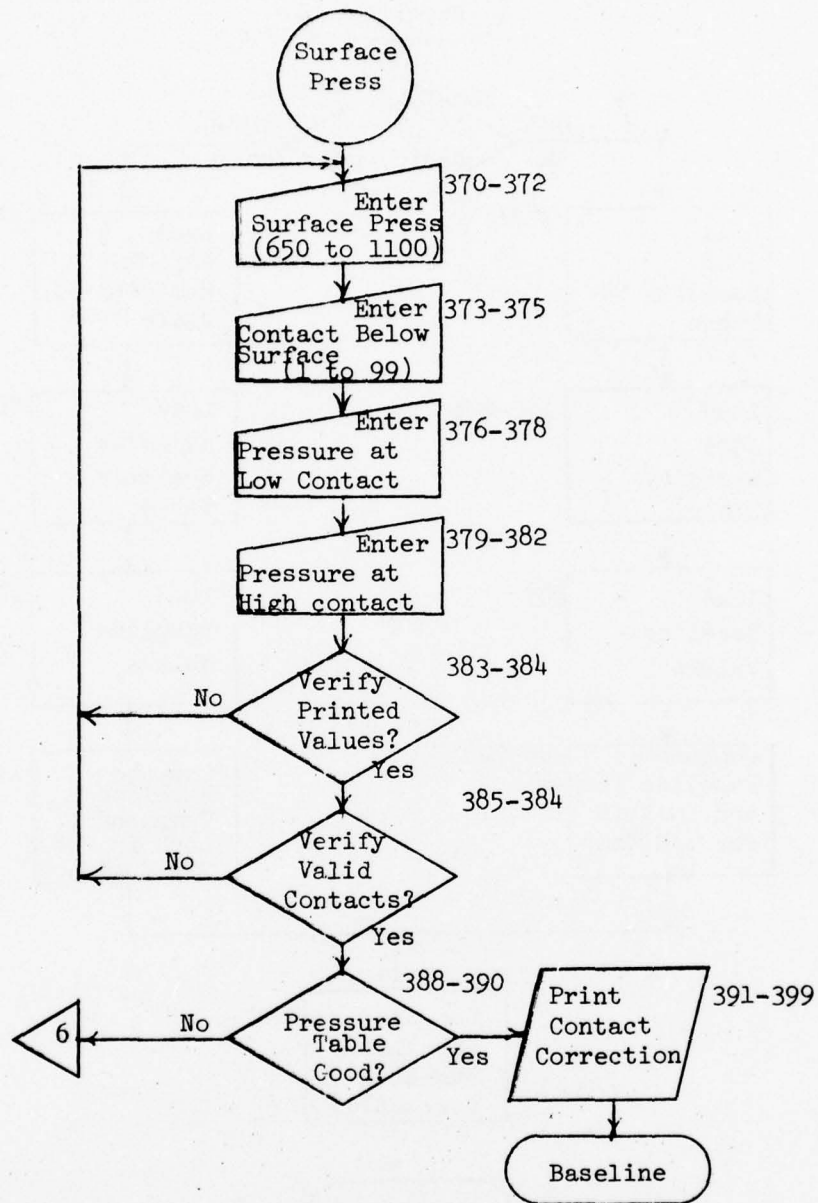 Surface
Press
370-372
Enter
Surface Press
(650 to 1100)
373-375
Enter
Contact Below
Surface
(1 to 99)
376-378
Enter
Pressure at
Low Contact
379-382
Enter
Pressure at
High contact
383-384
Verify
Printed
Values?
No
Yes
385-384
Verify
Valid
Contacts?
No
Yes
388-390
Pressure
Table
Good?
No
6
Yes
391-399
Print
Contact
Correction
Baseline